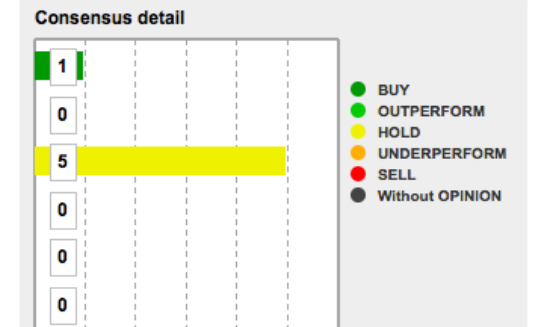 Consensus detail
1
0
5
0
0
0
BUY
OUTPERFORM
HOLD
UNDERPERFORM
SELL
Without OPINION